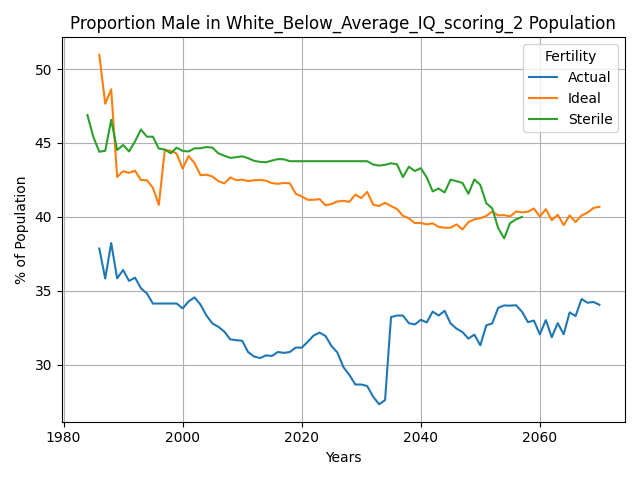 Proportion Male in White_Below_Average_IQ_scoring_2 Population
Fertility
Actual
Ideal
Sterile
% of Population
50
45
40
35
30
1980
2000
2020
2040
2060
Years